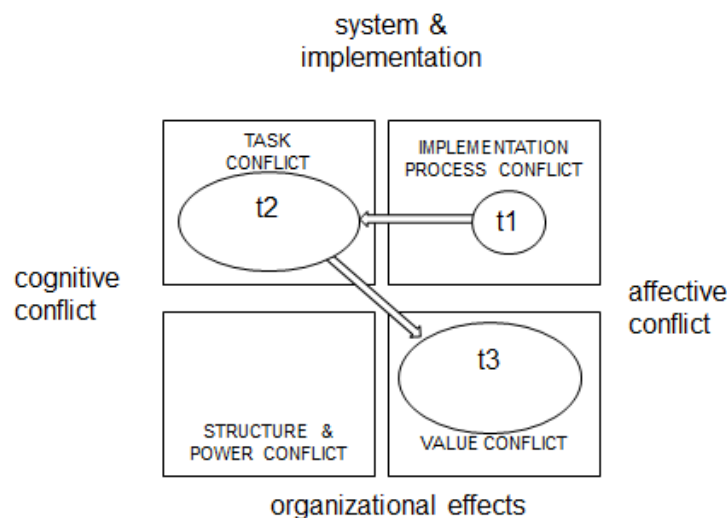 system &
implementation
TASK
CONFLICT
IMPLEMENTATION
PROCESS CONFLICT
t2
t1
cognitive
conflict
affective
conflict
t3
STRUCTURE &
POWER CONFLICT
VALUE CONFLICT
organizational effects